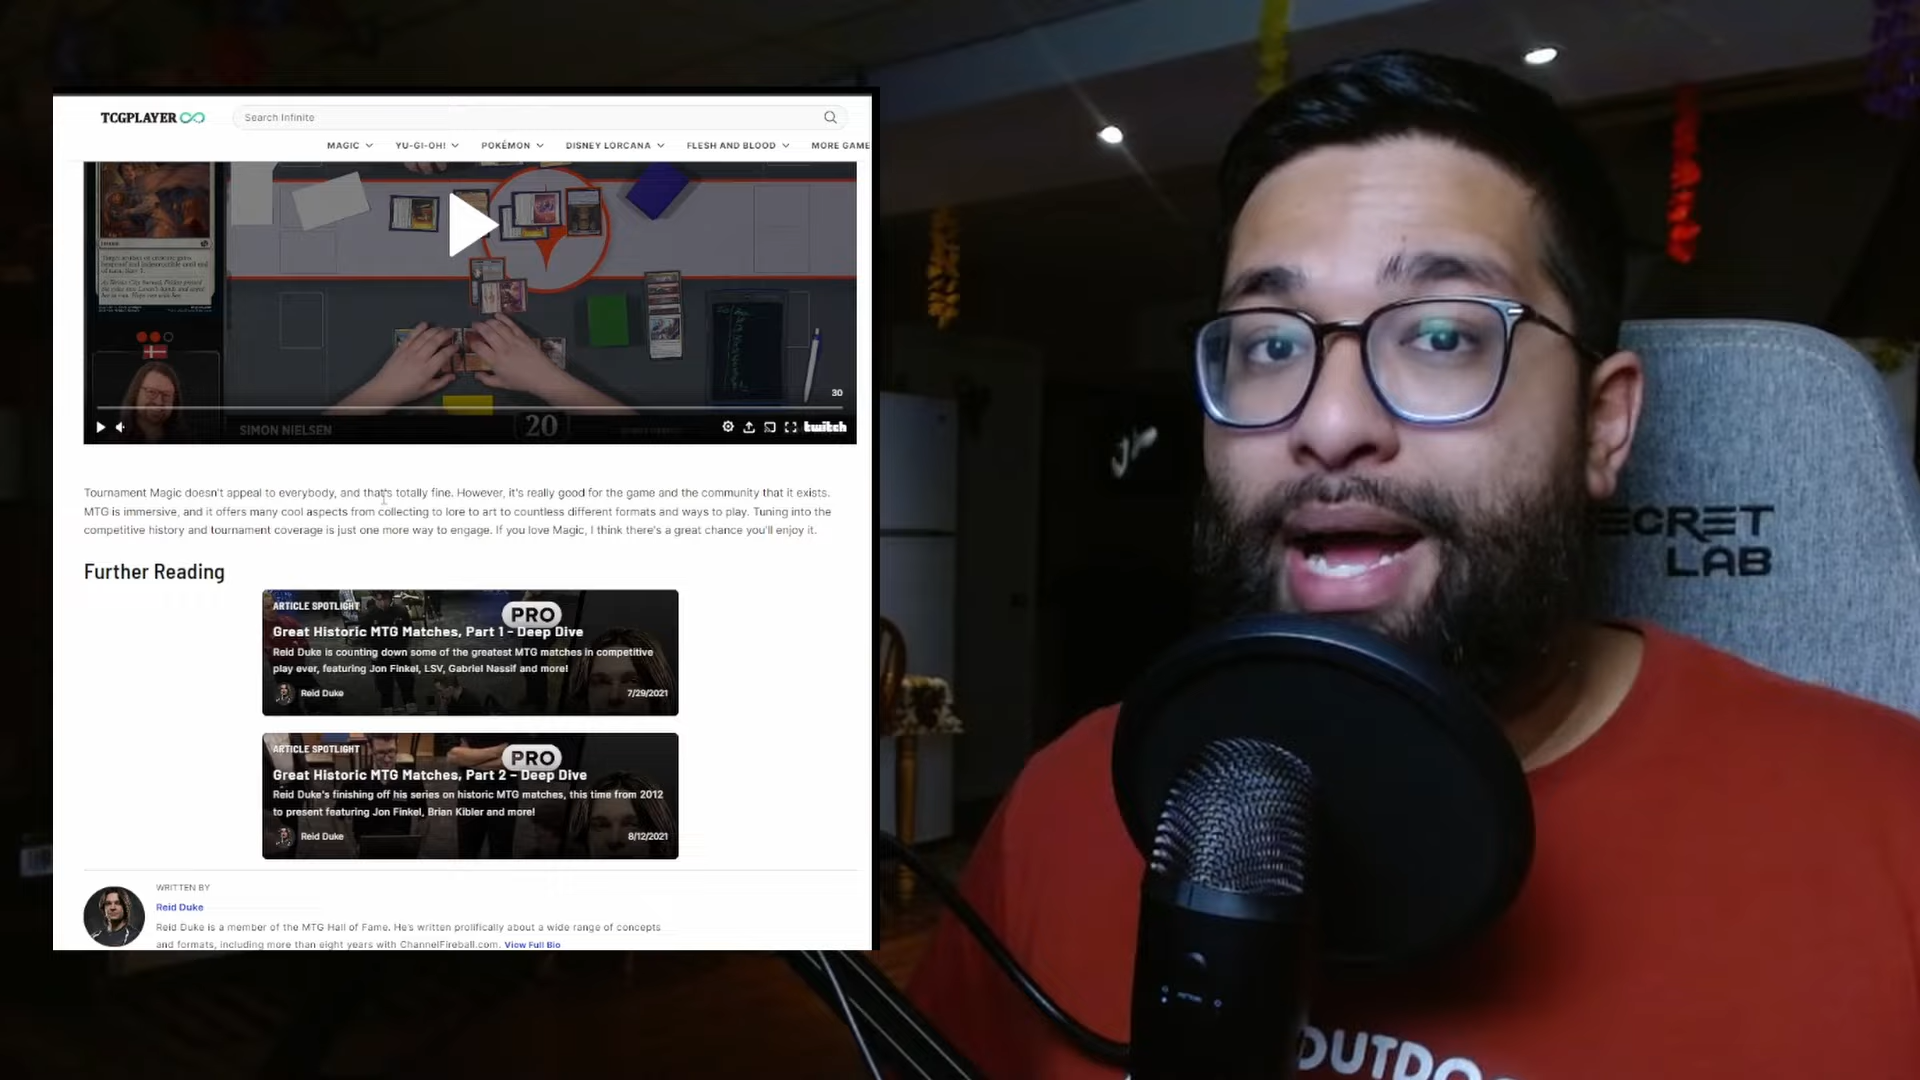 TCGPLAYER
Search Infinite
MAGIC
YU-GI-OH!
POKÉMON
DISNEY LORCANA
FLESH AND BLOOD
MORE GAME
30
SIMON NIELSEN
20
twitch
Tournament Magic doesn't appeal to everybody, and that's totally fine. However, it's really good for the game and the community that it exists.
MTG is immersive, and it offers many cool aspects from collecting to lore to art to countless different formats and ways to play. Tuning into the
competitive history and tournament coverage is just one more way to engage. If you love Magic, I think there's a great chance you'll enjoy it.
Further Reading
ARTICLE SPOTLIGHT
PRO
Great Historic MTG Matches, Part 1 - Deep Dive
Reid Duke is counting down some of the greatest MTG matches in competitive
play ever, featuring Jon Finkel, LSV, Gabriel Nassif and more!
Reid Duke
7/29/2021
ARTICLE SPOTLIGHT
PRO
Great Historic MTG Matches, Part 2 – Deep Dive
Reid Duke's finishing off his series on historic MTG matches, this time from 2012
to present featuring Jon Finkel, Brian Kibler and more!
Reid Duke
8/12/2021
WRITTEN BY
Reid Duke
Reid Duke is a member of the MTG Hall of Fame. He's written prolifically about a wide range of concepts
and formats, including more than eight years with ChannelFireball.com. View Full Bio
SECRET
LAB
OUTDO